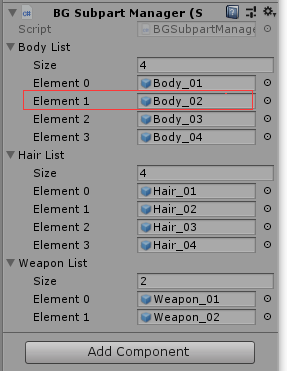 BG Subpart Manager (S
Script BGSubpartManage
Body List
Size 4
Element 0 Body_01
Element 1 Body_02
Element 2 Body_03
Element 3 Body_04
Hair List
Size 4
Element 0 Hair_01
Element 1 Hair_02
Element 2 Hair_03
Element 3 Hair_04
Weapon List
Size 2
Element 0 Weapon_01
Element 1 Weapon_02
Add Component